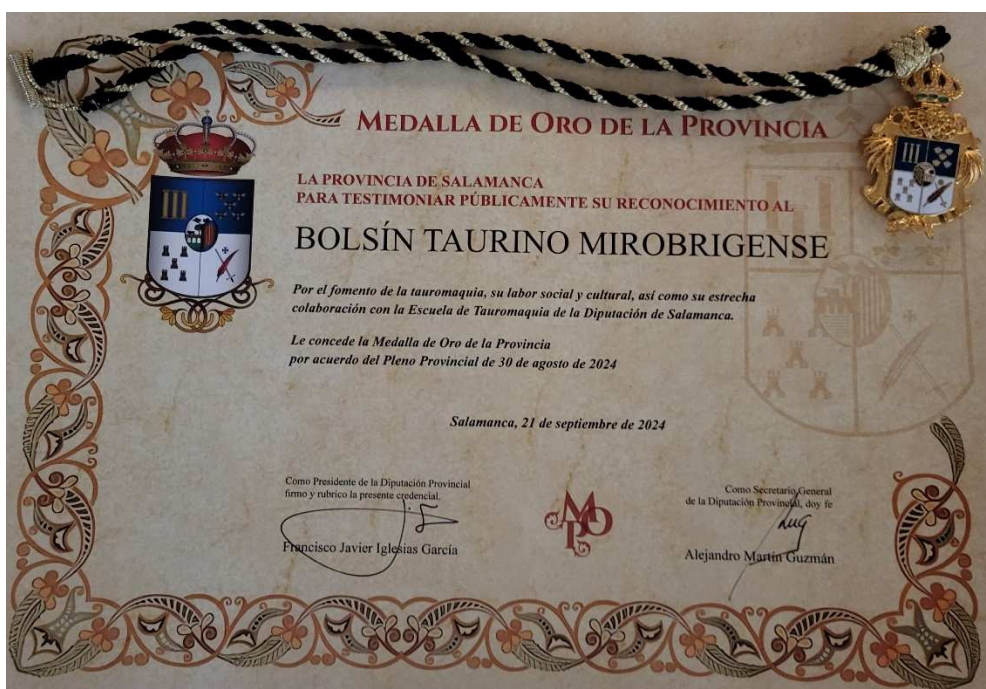 MEDALLA DE ORO DE LA PROVINCIA
LA PROVINCIA DE SALAMANCA
PARA TESTIMONIAR PÚBLICAMENTE SU RECONOCIMIENTO AL
BOLSÍN TAURINO MIROBRIGENSE
Por el fomento de la tauromaquia, su labor social y cultural, así como su estrecha
colaboración con la Escuela de Tauromaquia de la Diputación de Salamanca.
Le concede la Medalla de Oro de la Provincia
por acuerdo del Pleno Provincial de 30 de agosto de 2024
Salamanca, 21 de septiembre de 2024
Como Presidente de la Diputación Provincial
firmo y rubrico la presente credencial.
Francisco Javier Iglesias García
MPRO
Como Secretario General
de la Diputación Provincial, doy fe
Alejandro Martín Guzmán